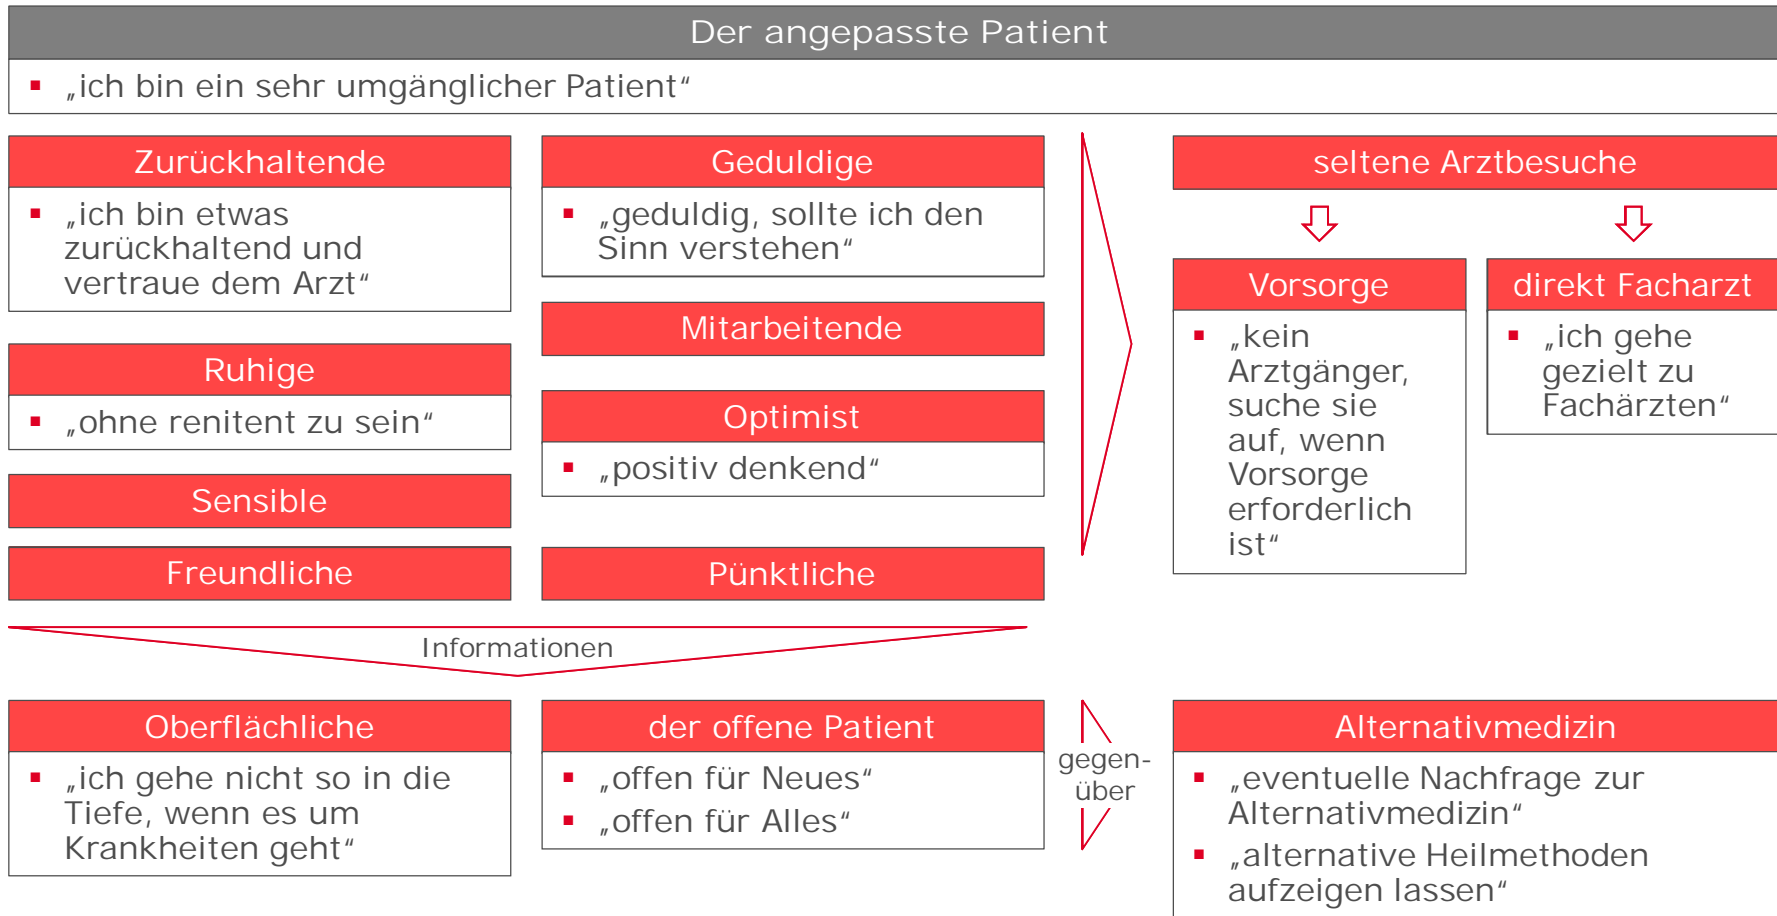 Der angepasste Patient
▪ „ich bin ein sehr umgänglicher Patient“
Zurückhaltende
▪ „ich bin etwas
zurückhaltend und
vertraue dem Arzt“
Ruhige
▪ „ohne renitent zu sein“
Sensible
Freundliche
Geduldige
▪ „geduldig, sollte ich den
Sinn verstehen“
Mitarbeitende
Optimist
▪ „positiv denkend“
Pünktliche
seltene Arztbesuche
Vorsorge
▪ „kein
Arztgänger,
suche sie
auf, wenn
Vorsorge
erforderlich
ist“
direkt Facharzt
▪ „ich gehe
gezielt zu
Fachärzten“
Informationen
Oberflächliche
▪ „ich gehe nicht so in die
Tiefe, wenn es um
Krankheiten geht“
der offene Patient
▪ „offen für Neues“
▪ „offen für Alles“
gegen-
über
Alternativmedizin
▪ „eventuelle Nachfrage zur
Alternativmedizin“
▪ „alternative Heilmethoden
aufzeigen lassen“